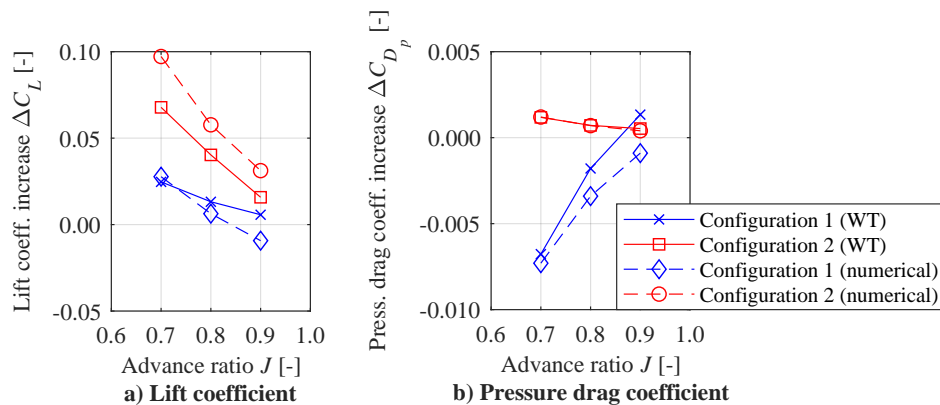 Lift coeff. increase ΔC_L [-]
0.10
0.05
0.00
-0.05
0.6 0.7 0.8 0.9 1.0
Advance ratio J [-]
a) Lift coefficient
Press. drag coeff. increase ΔC_D_p [-]
0.005
0.000
-0.005
-0.010
0.6 0.7 0.8 0.9 1.0
Advance ratio J [-]
b) Pressure drag coefficient
Configuration 1 (WT)
Configuration 2 (WT)
Configuration 1 (numerical)
Configuration 2 (numerical)